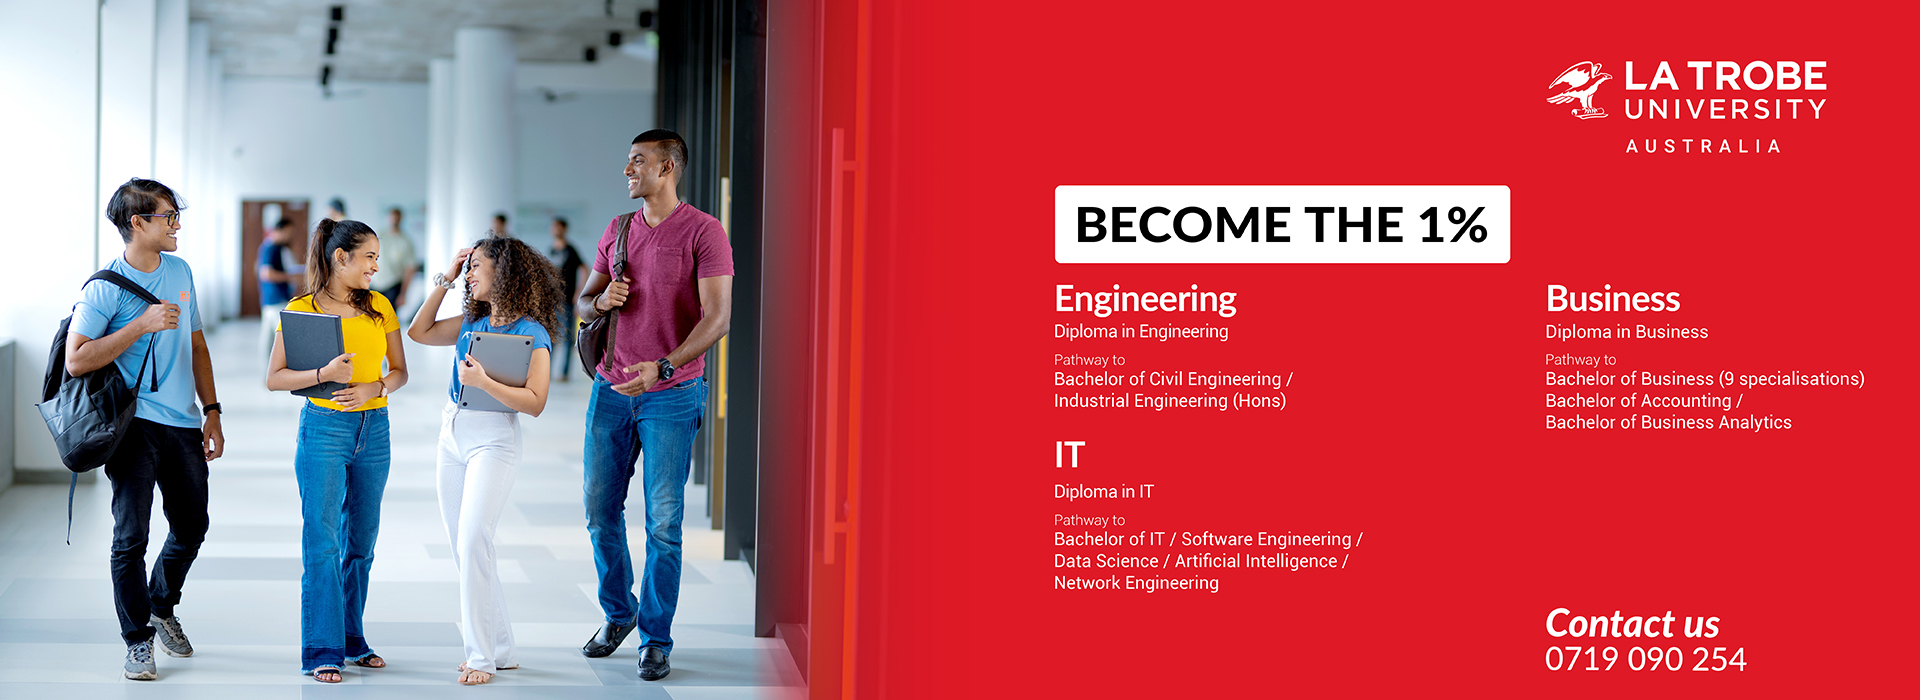 LA TROBE
UNIVERSITY
AUSTRALIA
BECOME THE 1%
Engineering
Diploma in Engineering
Pathway to
Bachelor of Civil Engineering /
Industrial Engineering (Hons)
IT
Diploma in IT
Pathway to
Bachelor of IT / Software Engineering /
Data Science / Artificial Intelligence /
Network Engineering
Business
Diploma in Business
Pathway to
Bachelor of Business (9 specialisations)
Bachelor of Accounting /
Bachelor of Business Analytics
Contact us
0719 090 254